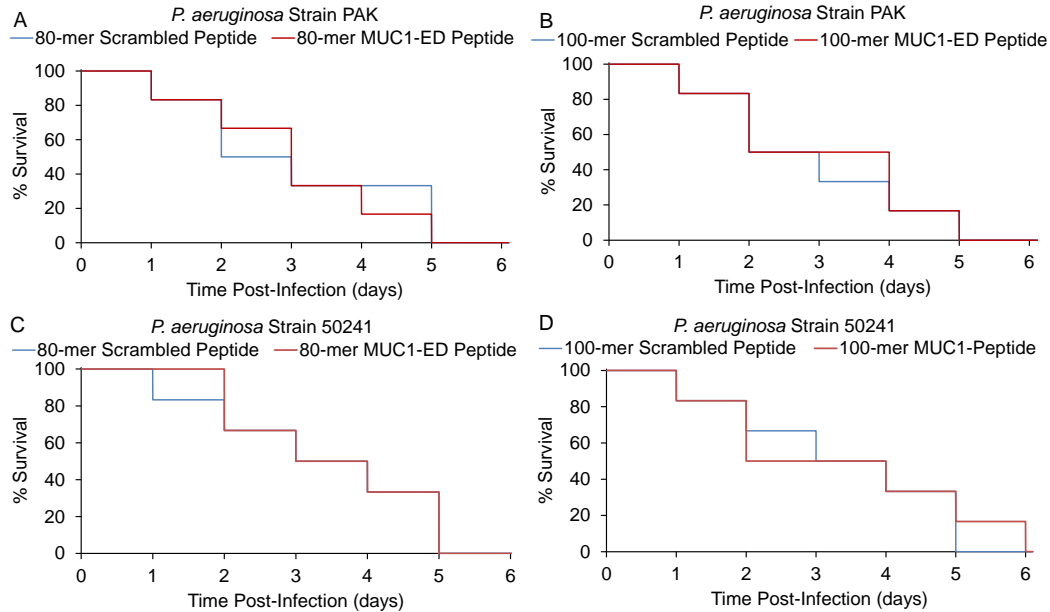 A
P. aeruginosa Strain PAK
80-mer Scrambled Peptide 80-mer MUC1-ED Peptide
100
80
60
40
20
0
% Survival
0 1 2 3 4 5 6
Time Post-Infection (days)
B
P. aeruginosa Strain PAK
100-mer Scrambled Peptide 100-mer MUC1-ED Peptide
100
80
60
40
20
0
% Survival
0 1 2 3 4 5 6
Time Post-Infection (days)
C
P. aeruginosa Strain 50241
80-mer Scrambled Peptide 80-mer MUC1-ED Peptide
100
80
60
40
20
0
% Survival
0 1 2 3 4 5 6
Time Post-Infection (days)
D
P. aeruginosa Strain 50241
100-mer Scrambled Peptide 100-mer MUC1-Peptide
100
80
60
40
20
0
% Survival
0 1 2 3 4 5 6
Time Post-Infection (days)